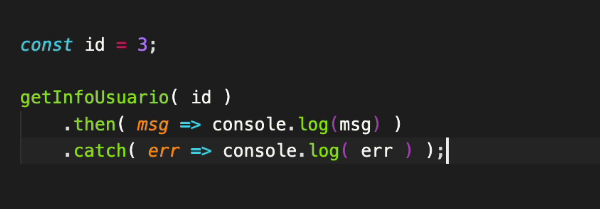 const id = 3;
getInfoUsuario( id )
.then( msg => console.log(msg) )
.catch( err => console.log( err ) );